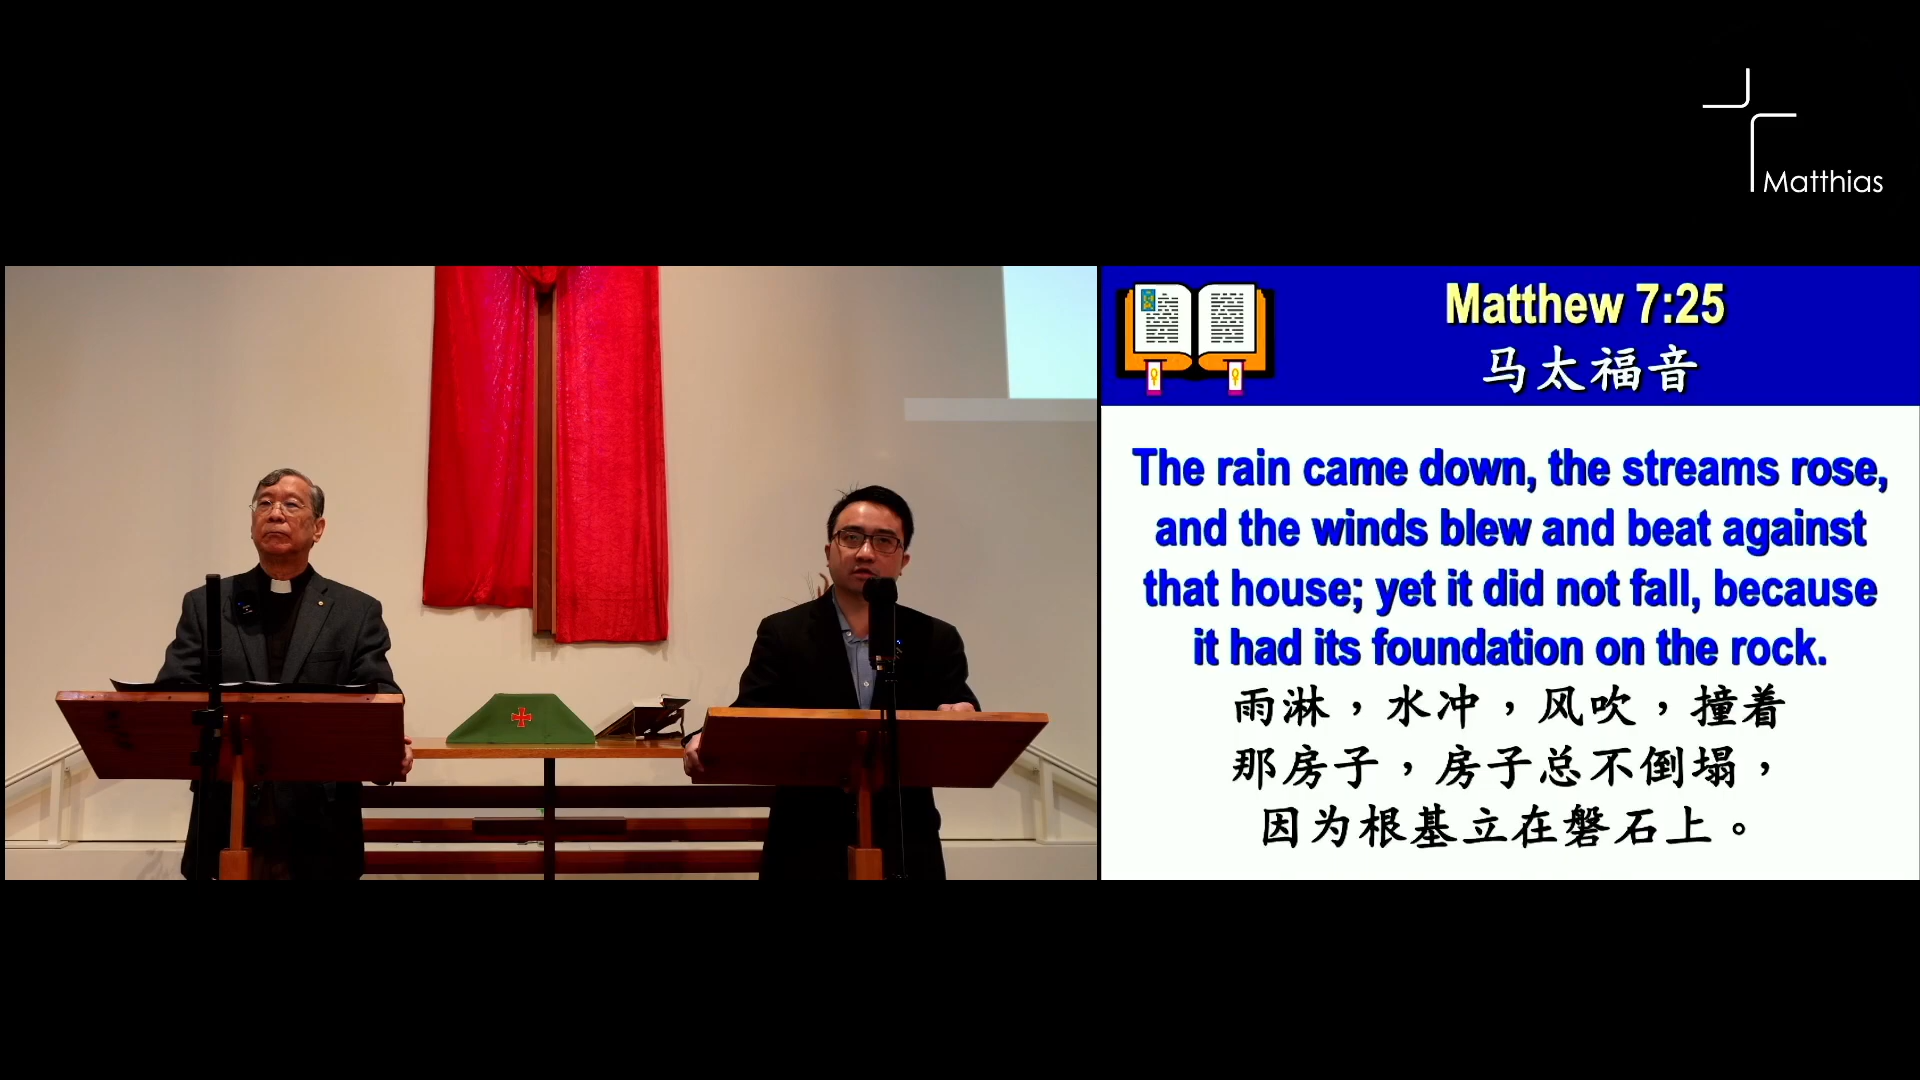 Matthias
Matthew 7:25
马太福音
The rain came down, the streams rose,
and the winds blew and beat against
that house; yet it did not fall, because
it had its foundation on the rock.
雨淋，水冲，风吹，撞着
那房子，房子总不倒塌，
因为根基立在磐石上。